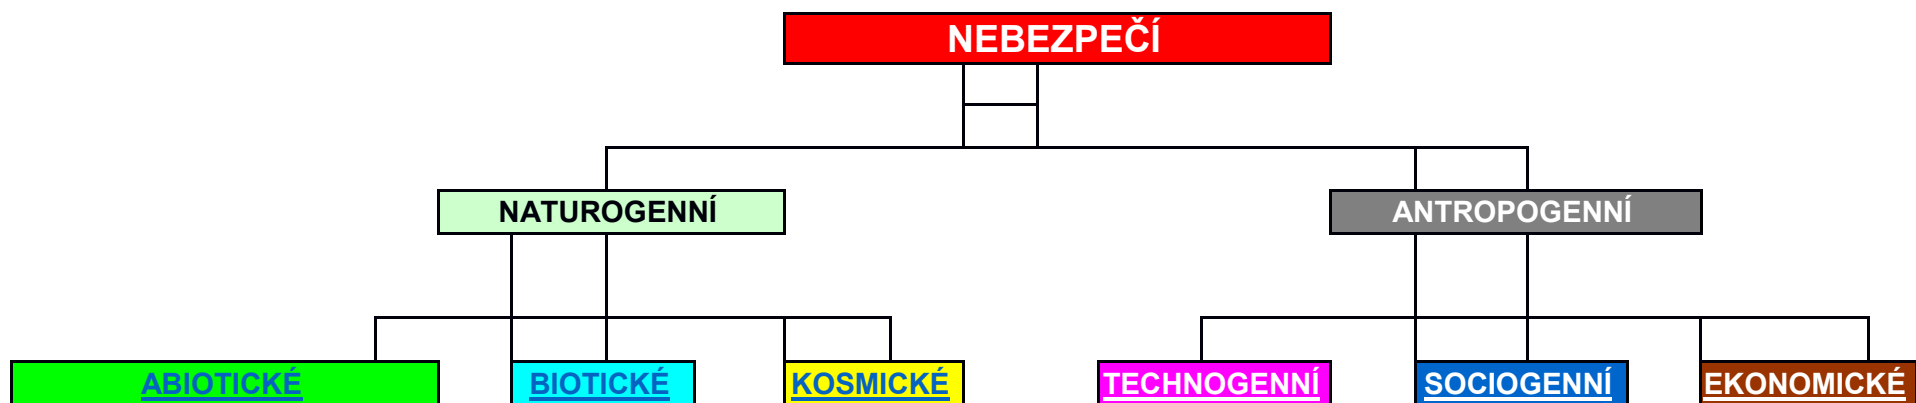 NEBEZPEČÍ
NATUROGENNÍ ANTROPOGENNÍ
ABIOTICKÉ BIOTICKÉ KOSMICKÉ TECHNOGENNÍ SOCIOGENNÍ EKONOMICKÉ